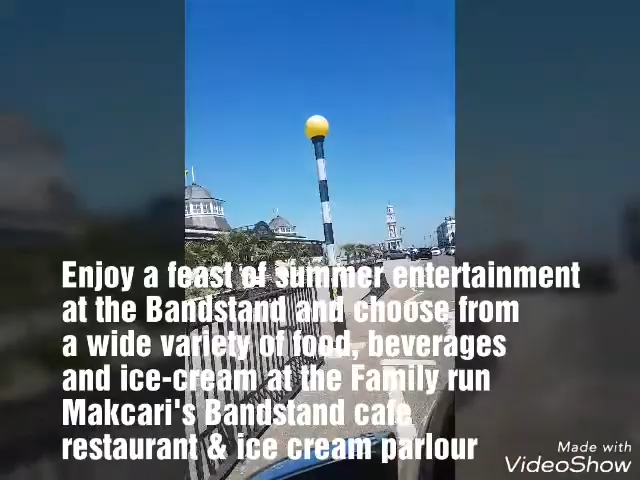 Enjoy a feast of summer entertainment
at the Bandstand and choose from
a wide variety of food, beverages
and ice-cream at the Family run
Makcari's Bandstand cafe
restaurant & ice cream parlour
Made with
VideoShow